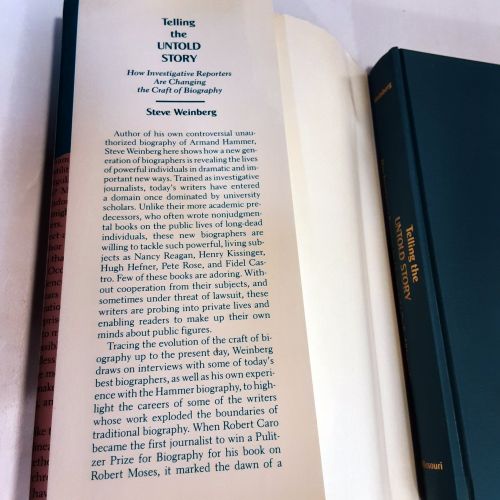 Telling
the
UNTOLD
STORY
How Investigative Reporters
Are Changing
the Craft of Biography
Steve Weinberg
Author of his own controversial unau-
thorized biography of Armand Hammer,
Steve Weinberg here shows how a new gen-
eration of biographers is revealing the lives
of powerful individuals in dramatic and im-
portant new ways. Trained as investigative
journalists, today's writers have entered
a domain once dominated by university
scholars. Unlike their more academic pre-
decessors, who often wrote nonjudgmen-
tal books on the public lives of long-dead
individuals, these new biographers are
willing to tackle such powerful, living sub-
jects as Nancy Reagan, Henry Kissinger,
Hugh Hefner, Pete Rose, and Fidel Cas-
tro. Few of these books are adoring. With-
out cooperation from their subjects, and
sometimes under threat of lawsuit, these
writers are probing into private lives and
enabling readers to make up their own
minds about public figures.
Tracing the evolution of the craft of bi-
ography up to the present day, Weinberg
draws on interviews with some of today's
best biographers, as well as his own experi-
ence with the Hammer biography, to high-
light the careers of some of the writers
whose work exploded the boundaries of
traditional biography. When Robert Caro
became the first journalist to win a Pulit-
zer Prize for Biography for his book on
Robert Moses, it marked the dawn of a
Weinberg
Telling the
UNTOLD STORY
Missouri